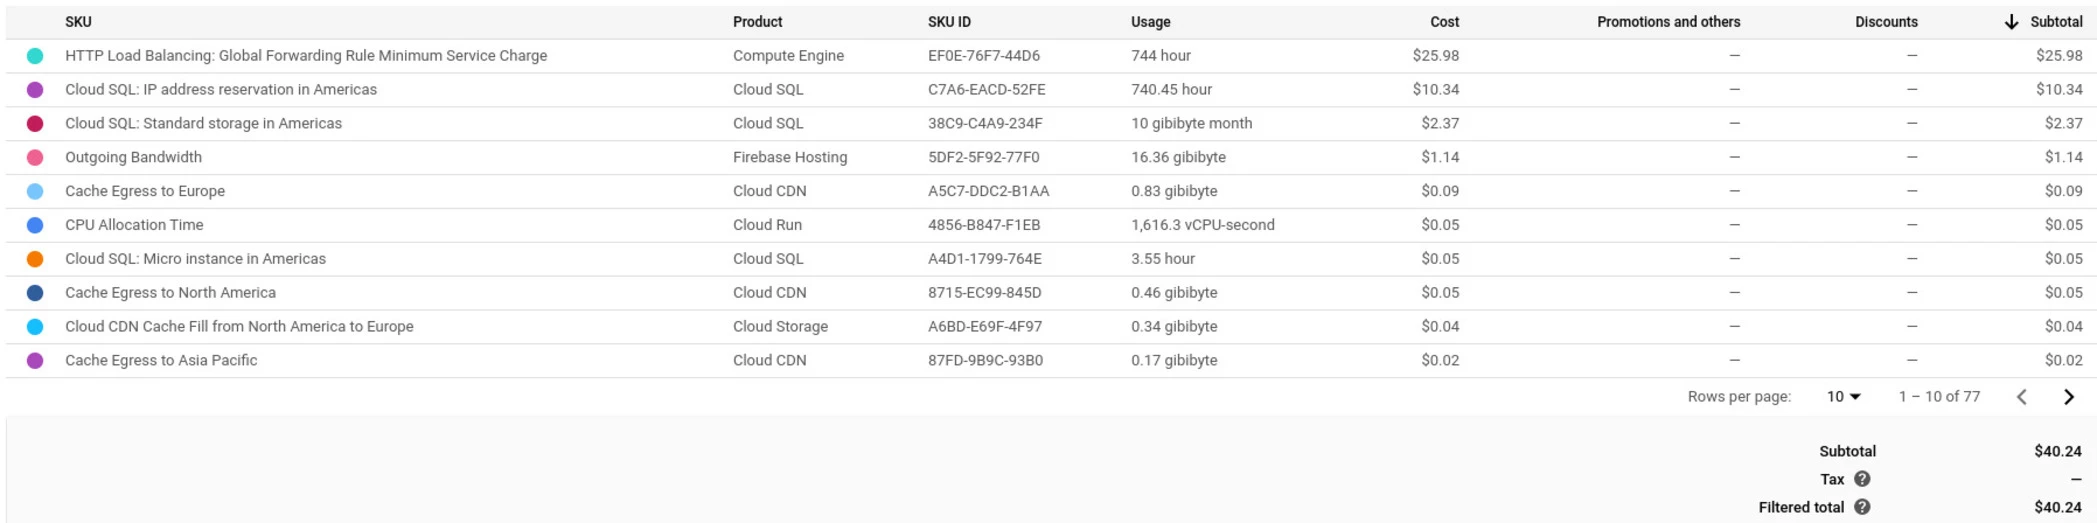 SKU Product SKU ID Usage Cost Promotions and others Discounts ↓ Subtotal
HTTP Load Balancing: Global Forwarding Rule Minimum Service Charge Compute Engine EF0E-76F7-44D6 744 hour $25.98 — — $25.98
Cloud SQL: IP address reservation in Americas Cloud SQL C7A6-EACD-52FE 740.45 hour $10.34 — — $10.34
Cloud SQL: Standard storage in Americas Cloud SQL 38C9-C4A9-234F 10 gibibyte month $2.37 — — $2.37
Outgoing Bandwidth Firebase Hosting 5DF2-5F92-77F0 16.36 gibibyte $1.14 — — $1.14
Cache Egress to Europe Cloud CDN A5C7-DDC2-B1AA 0.83 gibibyte $0.09 — — $0.09
CPU Allocation Time Cloud Run 4856-B847-F1EB 1,616.3 vCPU-second $0.05 — — $0.05
Cloud SQL: Micro instance in Americas Cloud SQL A4D1-1799-764E 3.55 hour $0.05 — — $0.05
Cache Egress to North America Cloud CDN 8715-EC99-845D 0.46 gibibyte $0.05 — — $0.05
Cloud CDN Cache Fill from North America to Europe Cloud Storage A6BD-E69F-4F97 0.34 gibibyte $0.04 — — $0.04
Cache Egress to Asia Pacific Cloud CDN 87FD-9B9C-93B0 0.17 gibibyte $0.02 — — $0.02
Rows per page: 10 1 – 10 of 77
Subtotal $40.24
Tax ? —
Filtered total ? $40.24